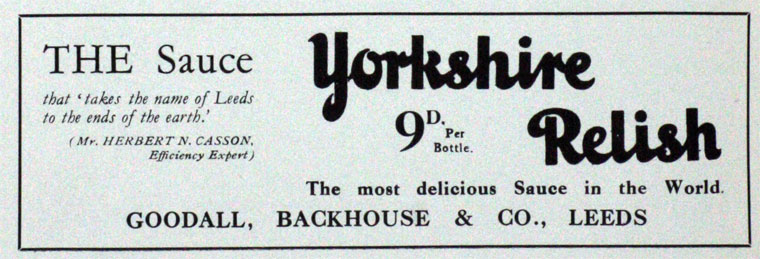 THE Sauce
that ‘takes the name of Leeds
to the ends of the earth.’
(Mr. HERBERT N. CASSON,
Efficiency Expert)
Yorkshire
9D. Per
Bottle.
Relish
The most delicious Sauce in the World.
GOODALL, BACKHOUSE & CO., LEEDS